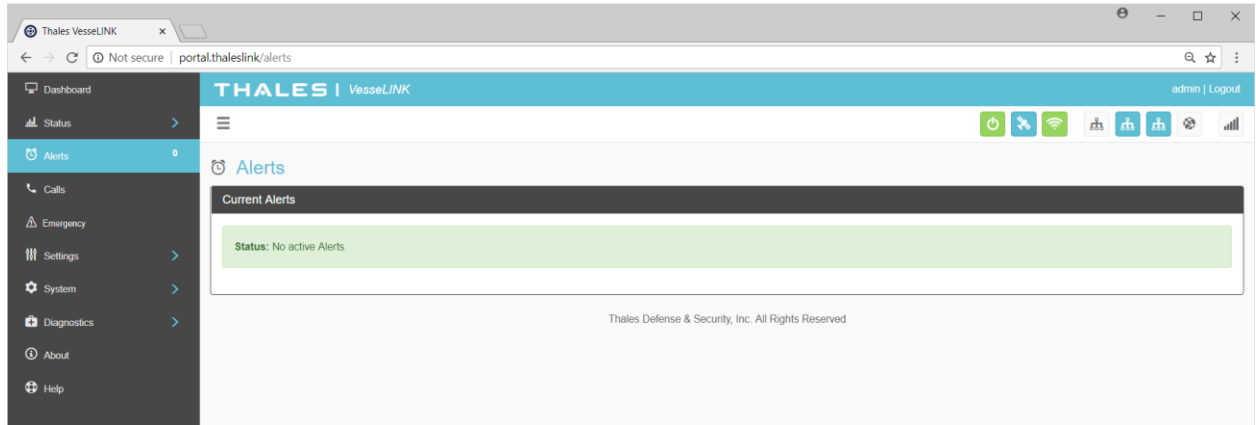 Thales VesseLINK
Not secure | portal.thaleslink/alerts
Dashboard
THALES | VesseLINK
admin | Logout
Status
Alerts 0
Alerts
Calls
Current Alerts
Emergency
Status: No active Alerts.
Settings
System
Diagnostics
Thales Defense & Security, Inc. All Rights Reserved
About
Help